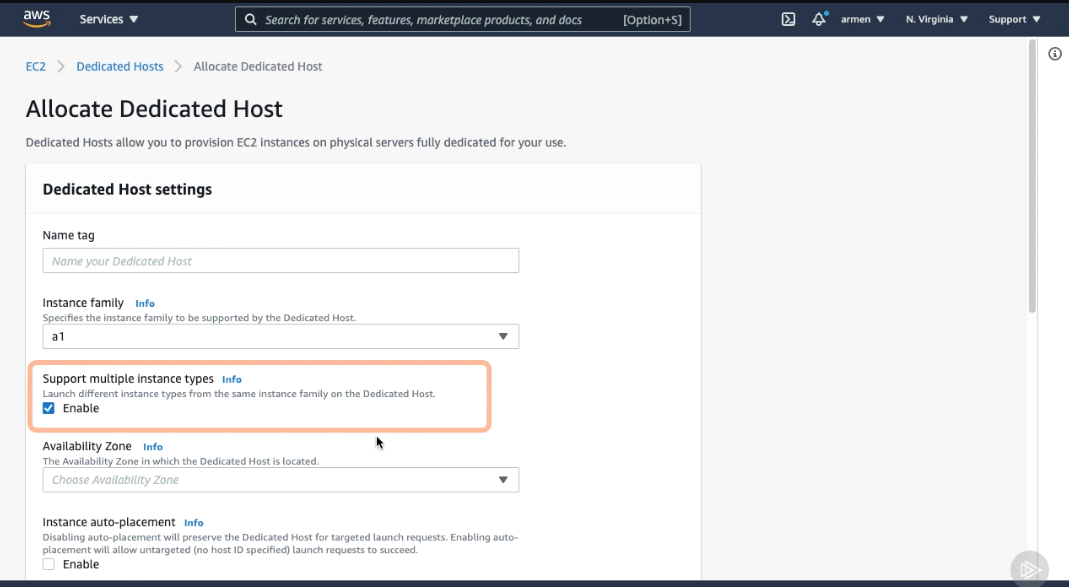 aws Services Search for services, features, marketplace products, and docs [Option+S] armen N. Virginia Support
EC2 Dedicated Hosts Allocate Dedicated Host
Allocate Dedicated Host
Dedicated Hosts allow you to provision EC2 instances on physical servers fully dedicated for your use.
Dedicated Host settings
Name tag
Name your Dedicated Host
Instance family Info
Specifies the instance family to be supported by the Dedicated Host.
a1
Support multiple instance types Info
Launch different instance types from the same instance family on the Dedicated Host.
Enable
Availability Zone Info
The Availability Zone in which the Dedicated Host is located.
Choose Availability Zone
Instance auto-placement Info
Disabling auto-placement will preserve the Dedicated Host for targeted launch requests. Enabling auto-
placement will allow untargeted (no host ID specified) launch requests to succeed.
Enable